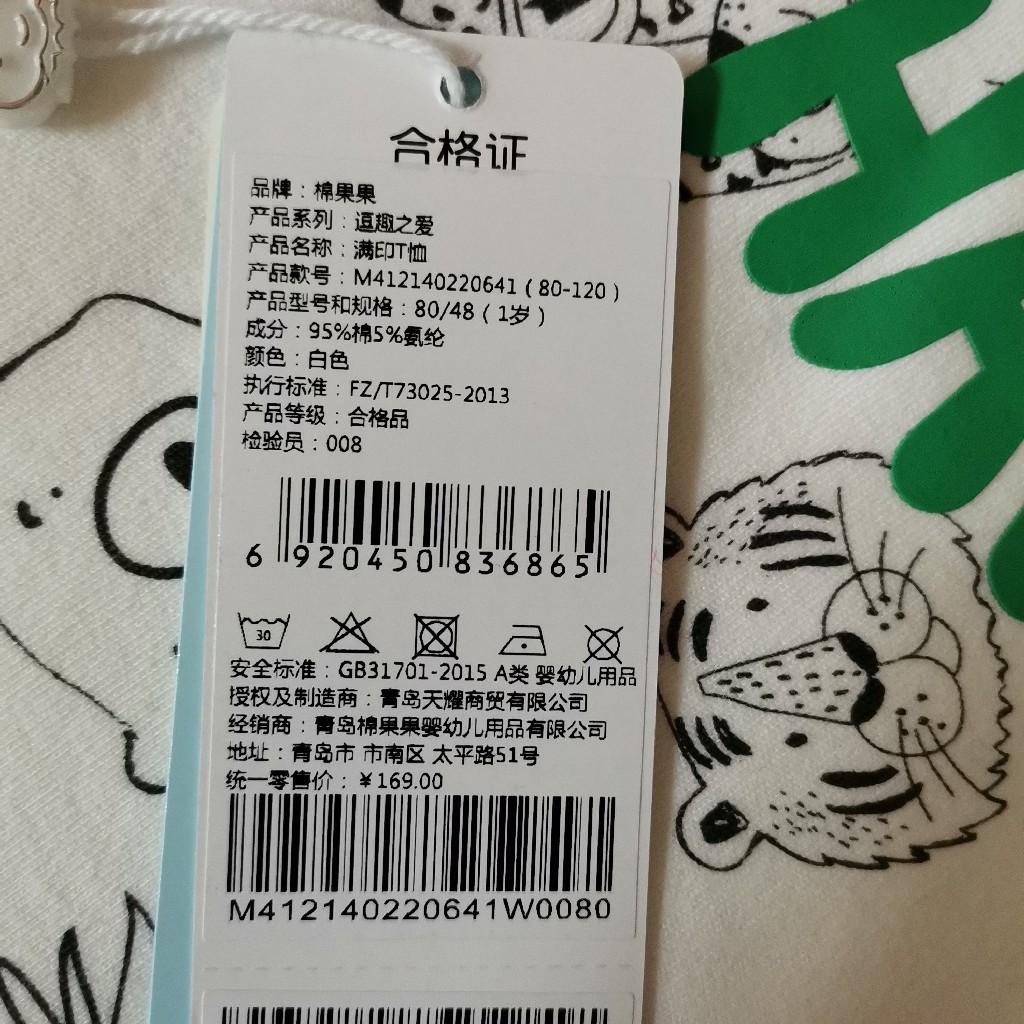 合格证
品牌：棉果果
产品系列：逗趣之爱
产品名称：满印T恤
产品款号：M412140220641（80-120）
产品型号和规格：80/48（1岁）
成分：95%棉5%氨纶
颜色：白色
执行标准：FZ/T73025-2013
产品等级：合格品
检验员：008
6 920450 836865
30
安全标准：GB31701-2015 A类 婴幼儿用品
授权及制造商：青岛天耀商贸有限公司
经销商：青岛棉果果婴幼儿用品有限公司
地址：青岛市 市南区 太平路51号
统一零售价：￥169.00
M412140220641W0080